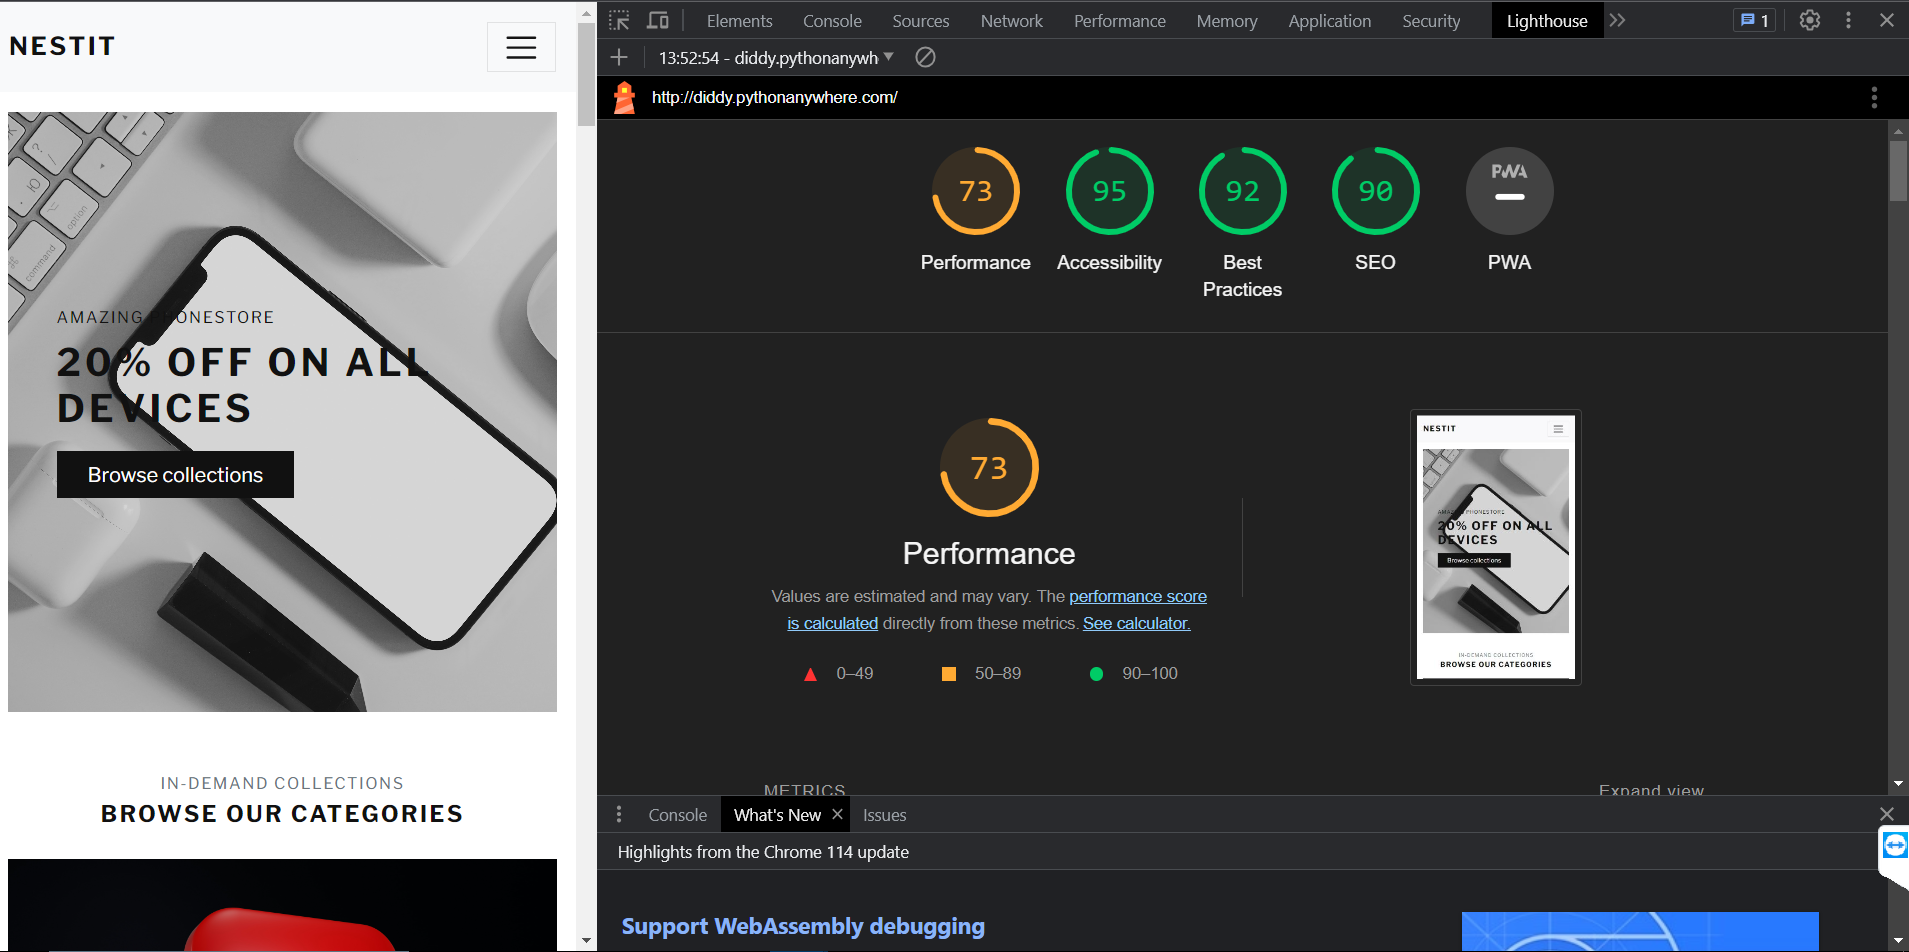 NESTIT
AMAZING PHONESTORE
20% OFF ON ALL
DEVICES
Browse collections
IN-DEMAND COLLECTIONS
BROWSE OUR CATEGORIES
option
command
Elements Console Sources Network Performance Memory Application Security Lighthouse 1
13:52:54 - diddy.pythonanywh
http://diddy.pythonanywhere.com/
73 95 92 90 PWA
Performance Accessibility Best Practices SEO PWA
73
Performance
Values are estimated and may vary. The performance score
is calculated directly from these metrics. See calculator.
0–49 50–89 90–100
NESTIT
AMAZING PHONESTORE
20% OFF ON ALL
DEVICES
Browse collections
IN-DEMAND COLLECTIONS
BROWSE OUR CATEGORIES
METRICS Expand view
Console What's New Issues
Highlights from the Chrome 114 update
Support WebAssembly debugging